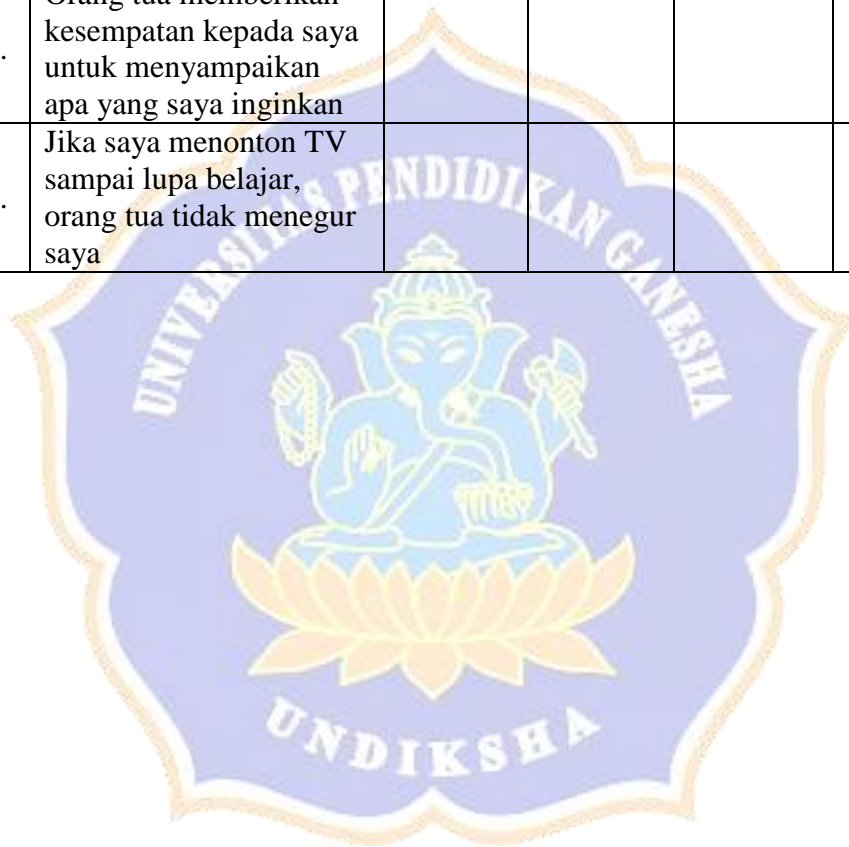 Orang tua memberikan
kesempatan kepada saya
. untuk menyampaikan
apa yang saya inginkan
Jika saya menonton TV
sampai lupa belajar,
. orang tua tidak menegur
saya
UNIVERSITAS PENDIDIKAN GANESHA
UNDIKSHA